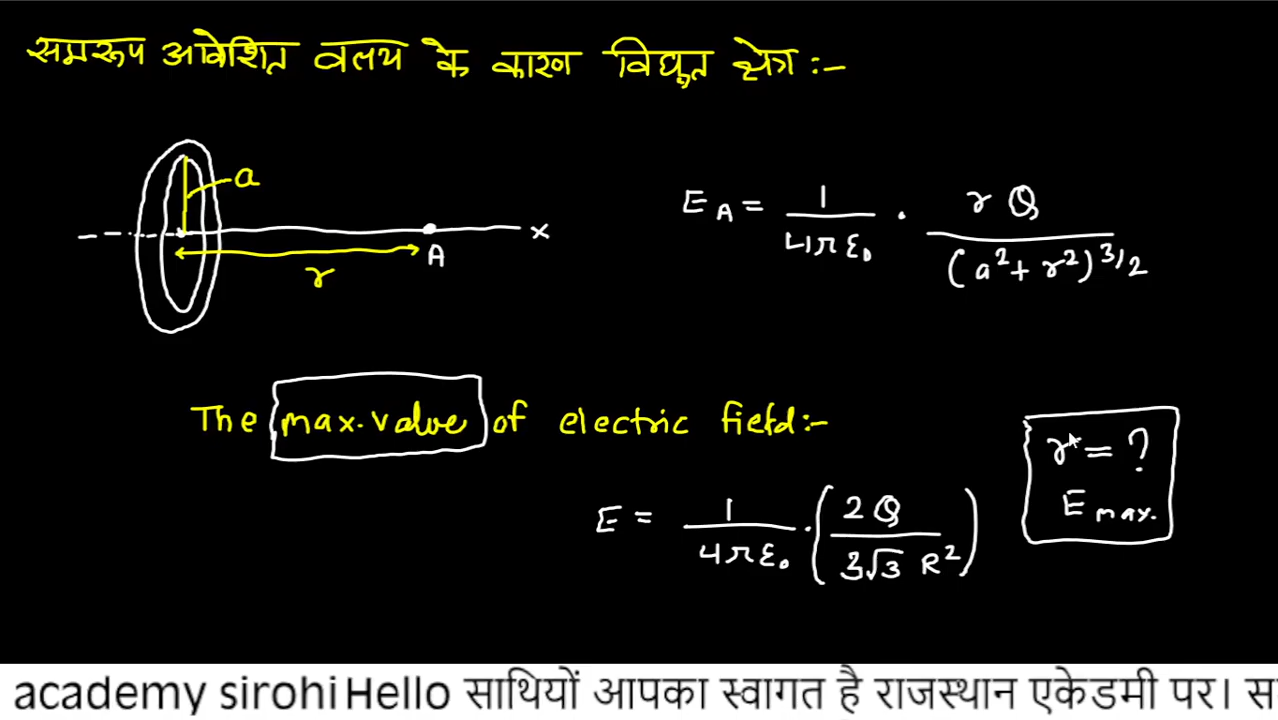 समरूप आवेशित वलय के कारण विद्युत क्षेत्र :-
a
x
A
r
E_A = 1/4πε₀ · rQ/(a² + r²)^3/2
The max. value of electric field :-
r* = ?
E max.
E = 1/4πε₀ · (2Q/3√3 R²)
academy sirohi Hello साथियों आपका स्वागत है राजस्थान एकेडमी पर। स